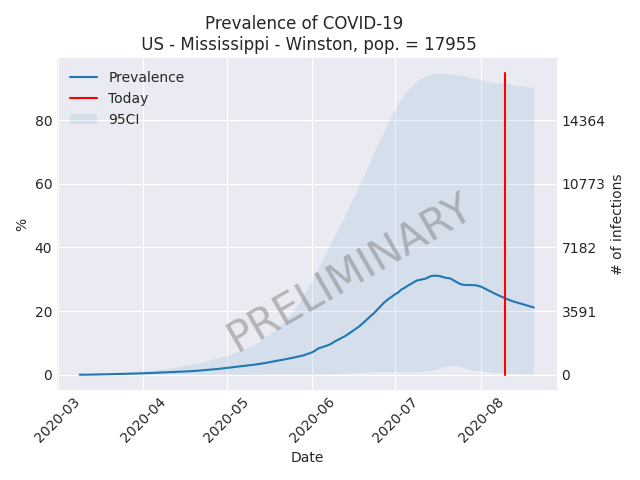 Prevalence of COVID-19
US - Mississippi - Winston, pop. = 17955
Prevalence
Today
95CI
PRELIMINARY
%
80
60
40
20
0
14364
10773
7182
3591
0
# of infections
2020-03
2020-04
2020-05
2020-06
2020-07
2020-08
Date